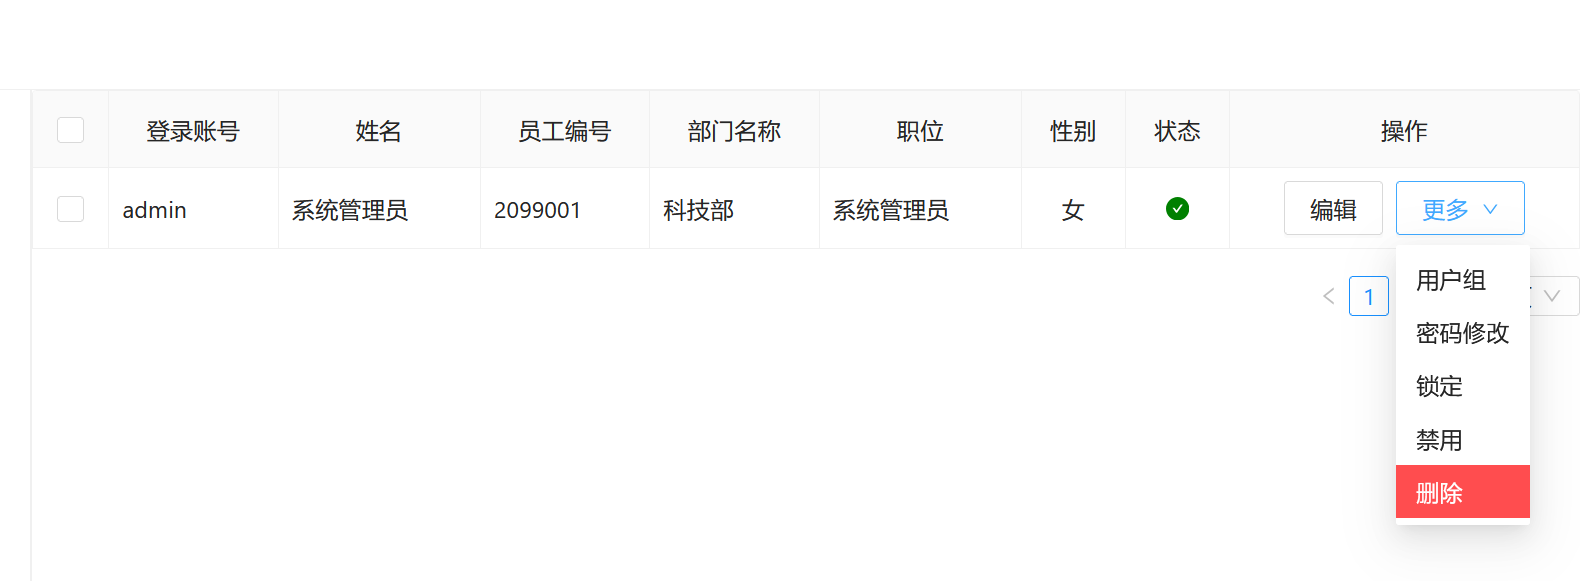 登录账号 姓名 员工编号 部门名称 职位 性别 状态 操作
admin 系统管理员 2099001 科技部 系统管理员 女 编辑 更多
1
用户组
密码修改
锁定
禁用
删除